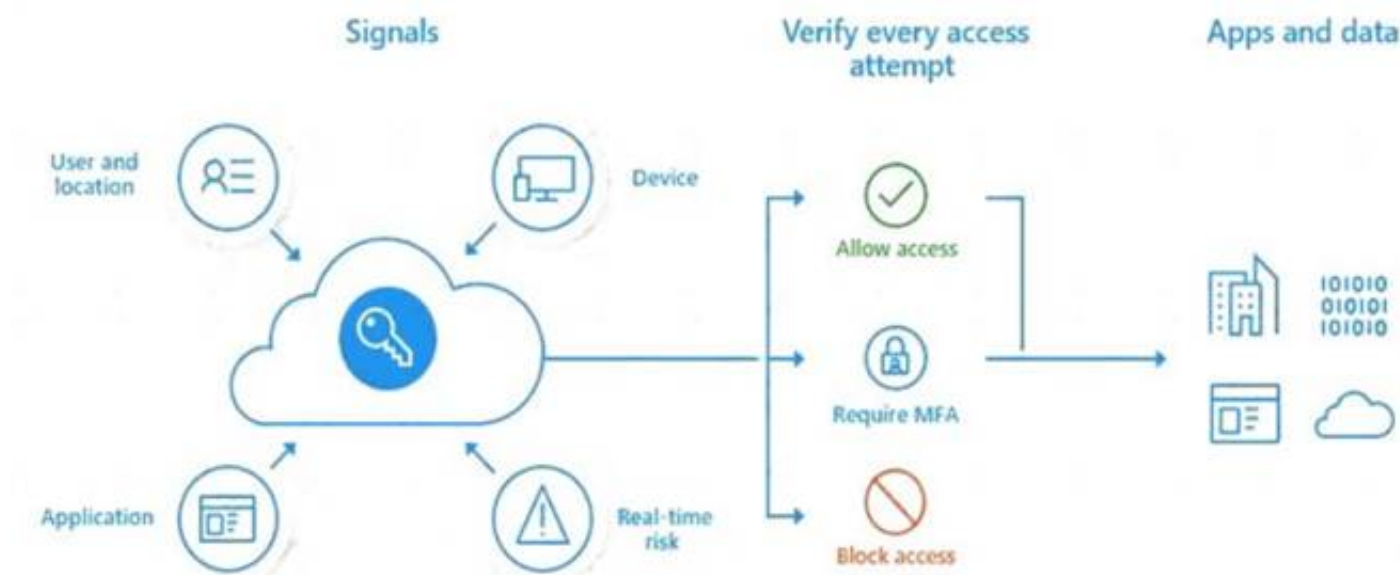 Signals
Verify every access
attempt
Apps and data
User and
location
Device
Allow access
101010
010101
101010
Require MFA
Application
Real-time
risk
Block access